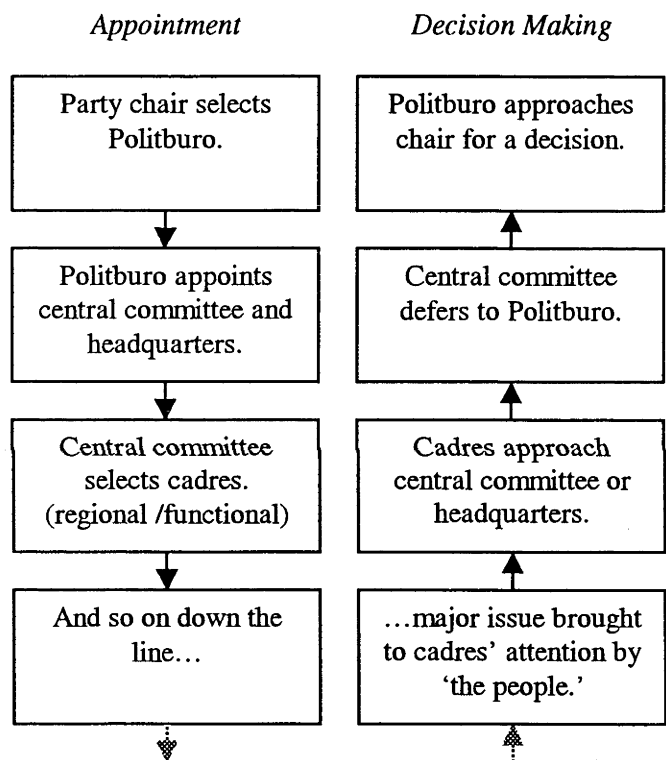 Appointment
Party chair selects
Politburo.
Politburo appoints
central committee and
headquarters.
Central committee
selects cadres.
(regional /functional)
And so on down the
line…
Decision Making
Politburo approaches
chair for a decision.
Central committee
defers to Politburo.
Cadres approach
central committee or
headquarters.
…major issue brought
to cadres’ attention by
‘the people.’